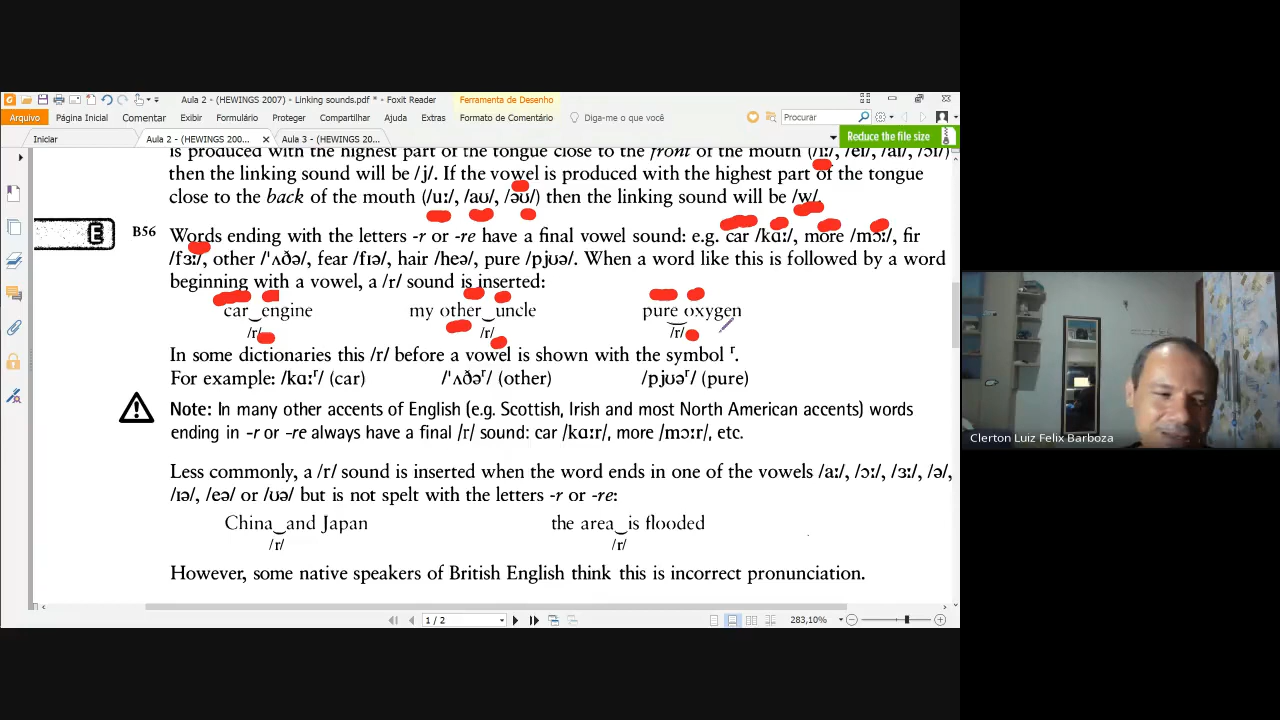 Aula 2 - (HEWINGS 2007) - Linking sounds.pdf * - Foxit Reader
Ferramenta de Desenho
Arquivo Página Inicial Comentar Exibir Formulário Proteger Compartilhar Ajuda Extras Formato de Comentário Diga-me o que você Procurar
Iniciar Aula 2 - (HEWINGS 200... Aula 3 - (HEWINGS 20... Reduce the file size
is produced with the highest part of the tongue close to the front of the mouth (/iː/, /eɪ/, /aɪ/, /ɔɪ/)
then the linking sound will be /j/. If the vowel is produced with the highest part of the tongue
close to the back of the mouth (/uː/, /aʊ/, /əʊ/) then the linking sound will be /w/.
E B56 Words ending with the letters -r or -re have a final vowel sound: e.g. car /kɑː/, more /mɔː/, fir
/fɜː/, other /ˈʌðə/, fear /fɪə/, hair /heə/, pure /pjʊə/. When a word like this is followed by a word
beginning with a vowel, a /r/ sound is inserted:
car‿engine my other‿uncle pure‿oxygen
/r/ /r/ /r/
In some dictionaries this /r/ before a vowel is shown with the symbol ʳ.
For example: /kɑːʳ/ (car) /ˈʌðəʳ/ (other) /pjʊəʳ/ (pure)
Note: In many other accents of English (e.g. Scottish, Irish and most North American accents) words
ending in -r or -re always have a final /r/ sound: car /kɑːr/, more /mɔːr/, etc.
Less commonly, a /r/ sound is inserted when the word ends in one of the vowels /aː/, /ɔː/, /ɜː/, /ə/,
/ɪə/, /eə/ or /ʊə/ but is not spelt with the letters -r or -re:
China‿and Japan the area‿is flooded
/r/ /r/
However, some native speakers of British English think this is incorrect pronunciation.
1 / 2 283,10%
Clerton Luiz Felix Barboza